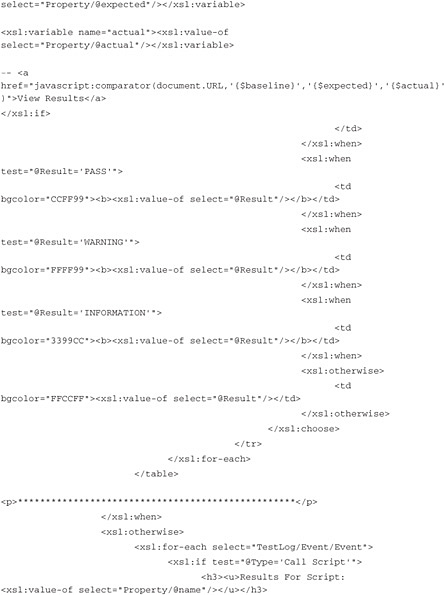 select="Property/@expected"/></xsl:variable>
<xsl:variable name="actual"><xsl:value-of
select="Property/@actual"/></xsl:variable>
-- <a
href="javascript:comparator(document.URL,'{$baseline}','{$expected}','{$actual}'
)">View Results</a>
</xsl:if>
</td>
</xsl:when>
<xsl:when
test="@Result='PASS'">
<td
bgcolor="CCFF99"><b><xsl:value-of select="@Result"/></b></td>
</xsl:when>
<xsl:when
test="@Result='WARNING'">
<td
bgcolor="FFFF99"><b><xsl:value-of select="@Result"/></b></td>
</xsl:when>
<xsl:when
test="@Result='INFORMATION'">
<td
bgcolor="3399CC"><b><xsl:value-of select="@Result"/></b></td>
</xsl:when>
<xsl:otherwise>
<td
bgcolor="FFCCFF"><xsl:value-of select="@Result"/></td>
</xsl:otherwise>
</xsl:choose>
</tr>
</xsl:for-each>
</table>
<p>**************************************************</p>
</xsl:when>
<xsl:otherwise>
<xsl:for-each select="TestLog/Event/Event">
<xsl:if test="@Type='Call Script'">
<h3><u>Results For Script:
<xsl:value-of select="Property/@name"/></u></h3>